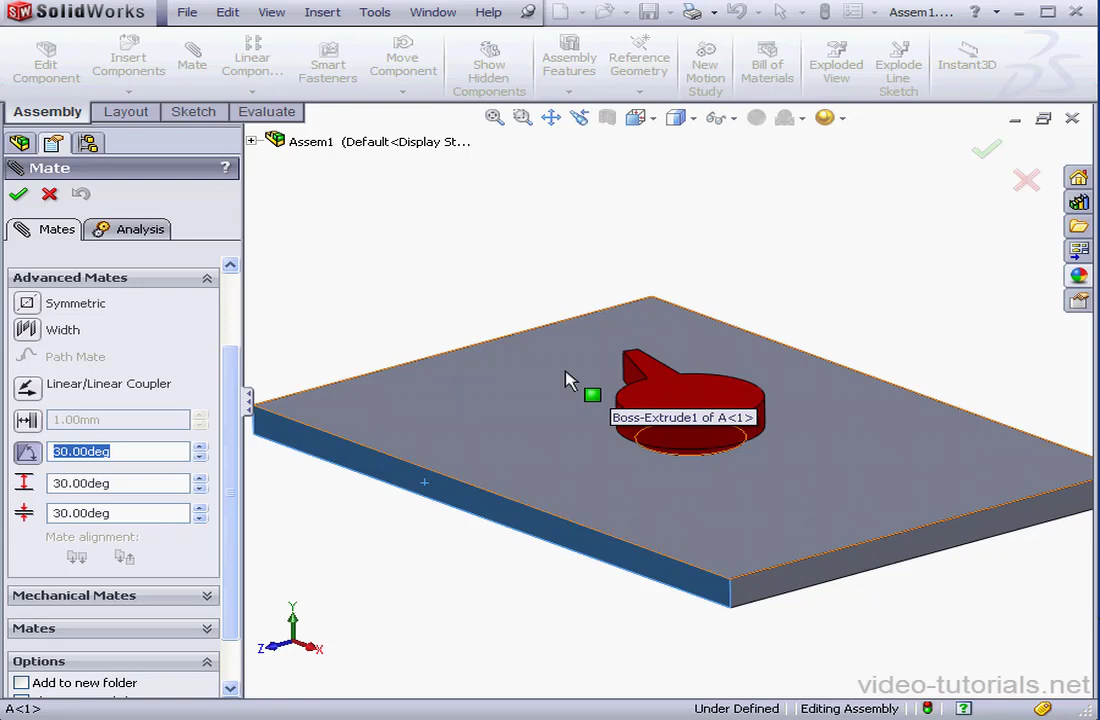 SolidWorks File Edit View Insert Tools Window Help Assem1.... ?
Edit Component
Insert Components
Mate
Linear Compon...
Smart Fasteners
Move Component
Show Hidden Components
Assembly Features
Reference Geometry
New Motion Study
Bill of Materials
Exploded View
Explode Line Sketch
Instant3D
Assembly Layout Sketch Evaluate
Assem1 (Default<Display St...
Mate ?
Mates Analysis
Advanced Mates
Symmetric
Width
Path Mate
Linear/Linear Coupler
1.00mm
30.00deg
30.00deg
30.00deg
Mate alignment:
Mechanical Mates
Mates
Options
Add to new folder
Boss-Extrude1 of A<1>
Y
Z X
video-tutorials.net
A<1> Under Defined Editing Assembly ?